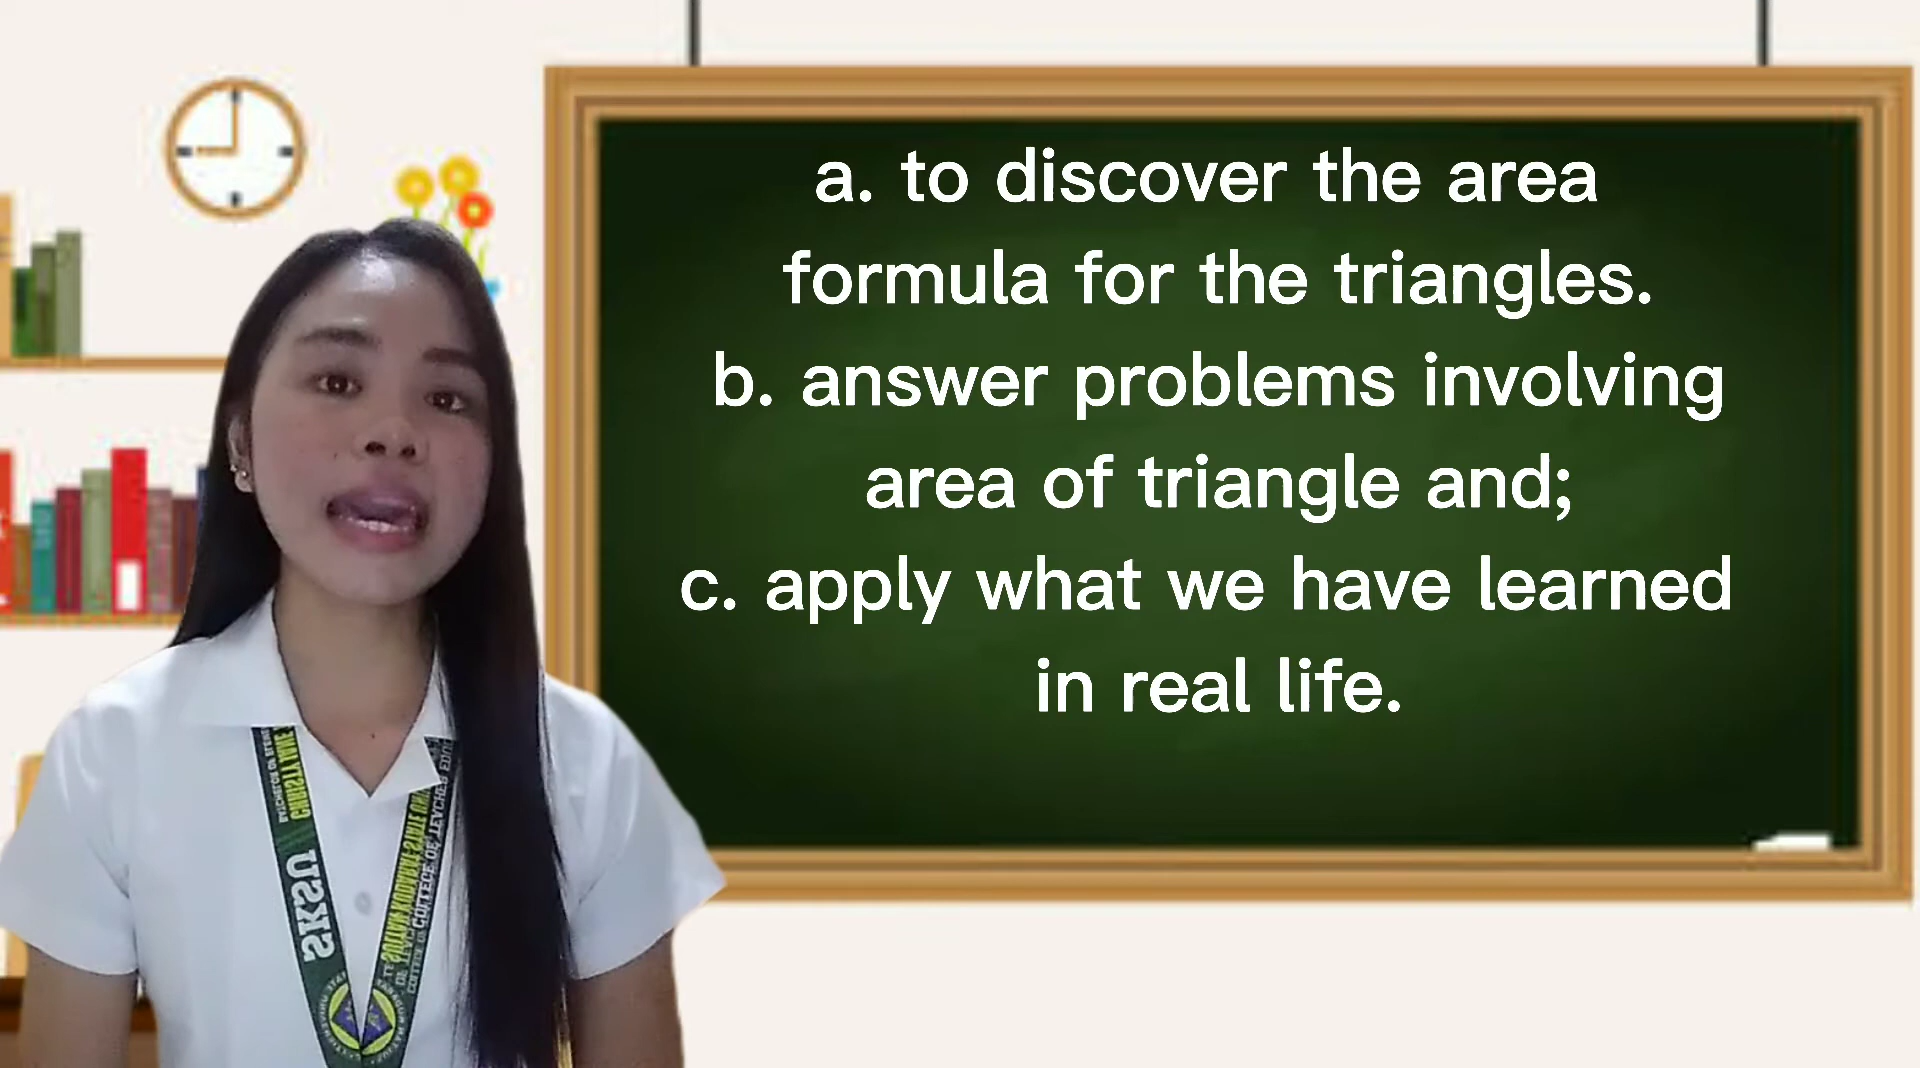 a. to discover the area
formula for the triangles.
b. answer problems involving
area of triangle and;
c. apply what we have learned
in real life.
SKSU